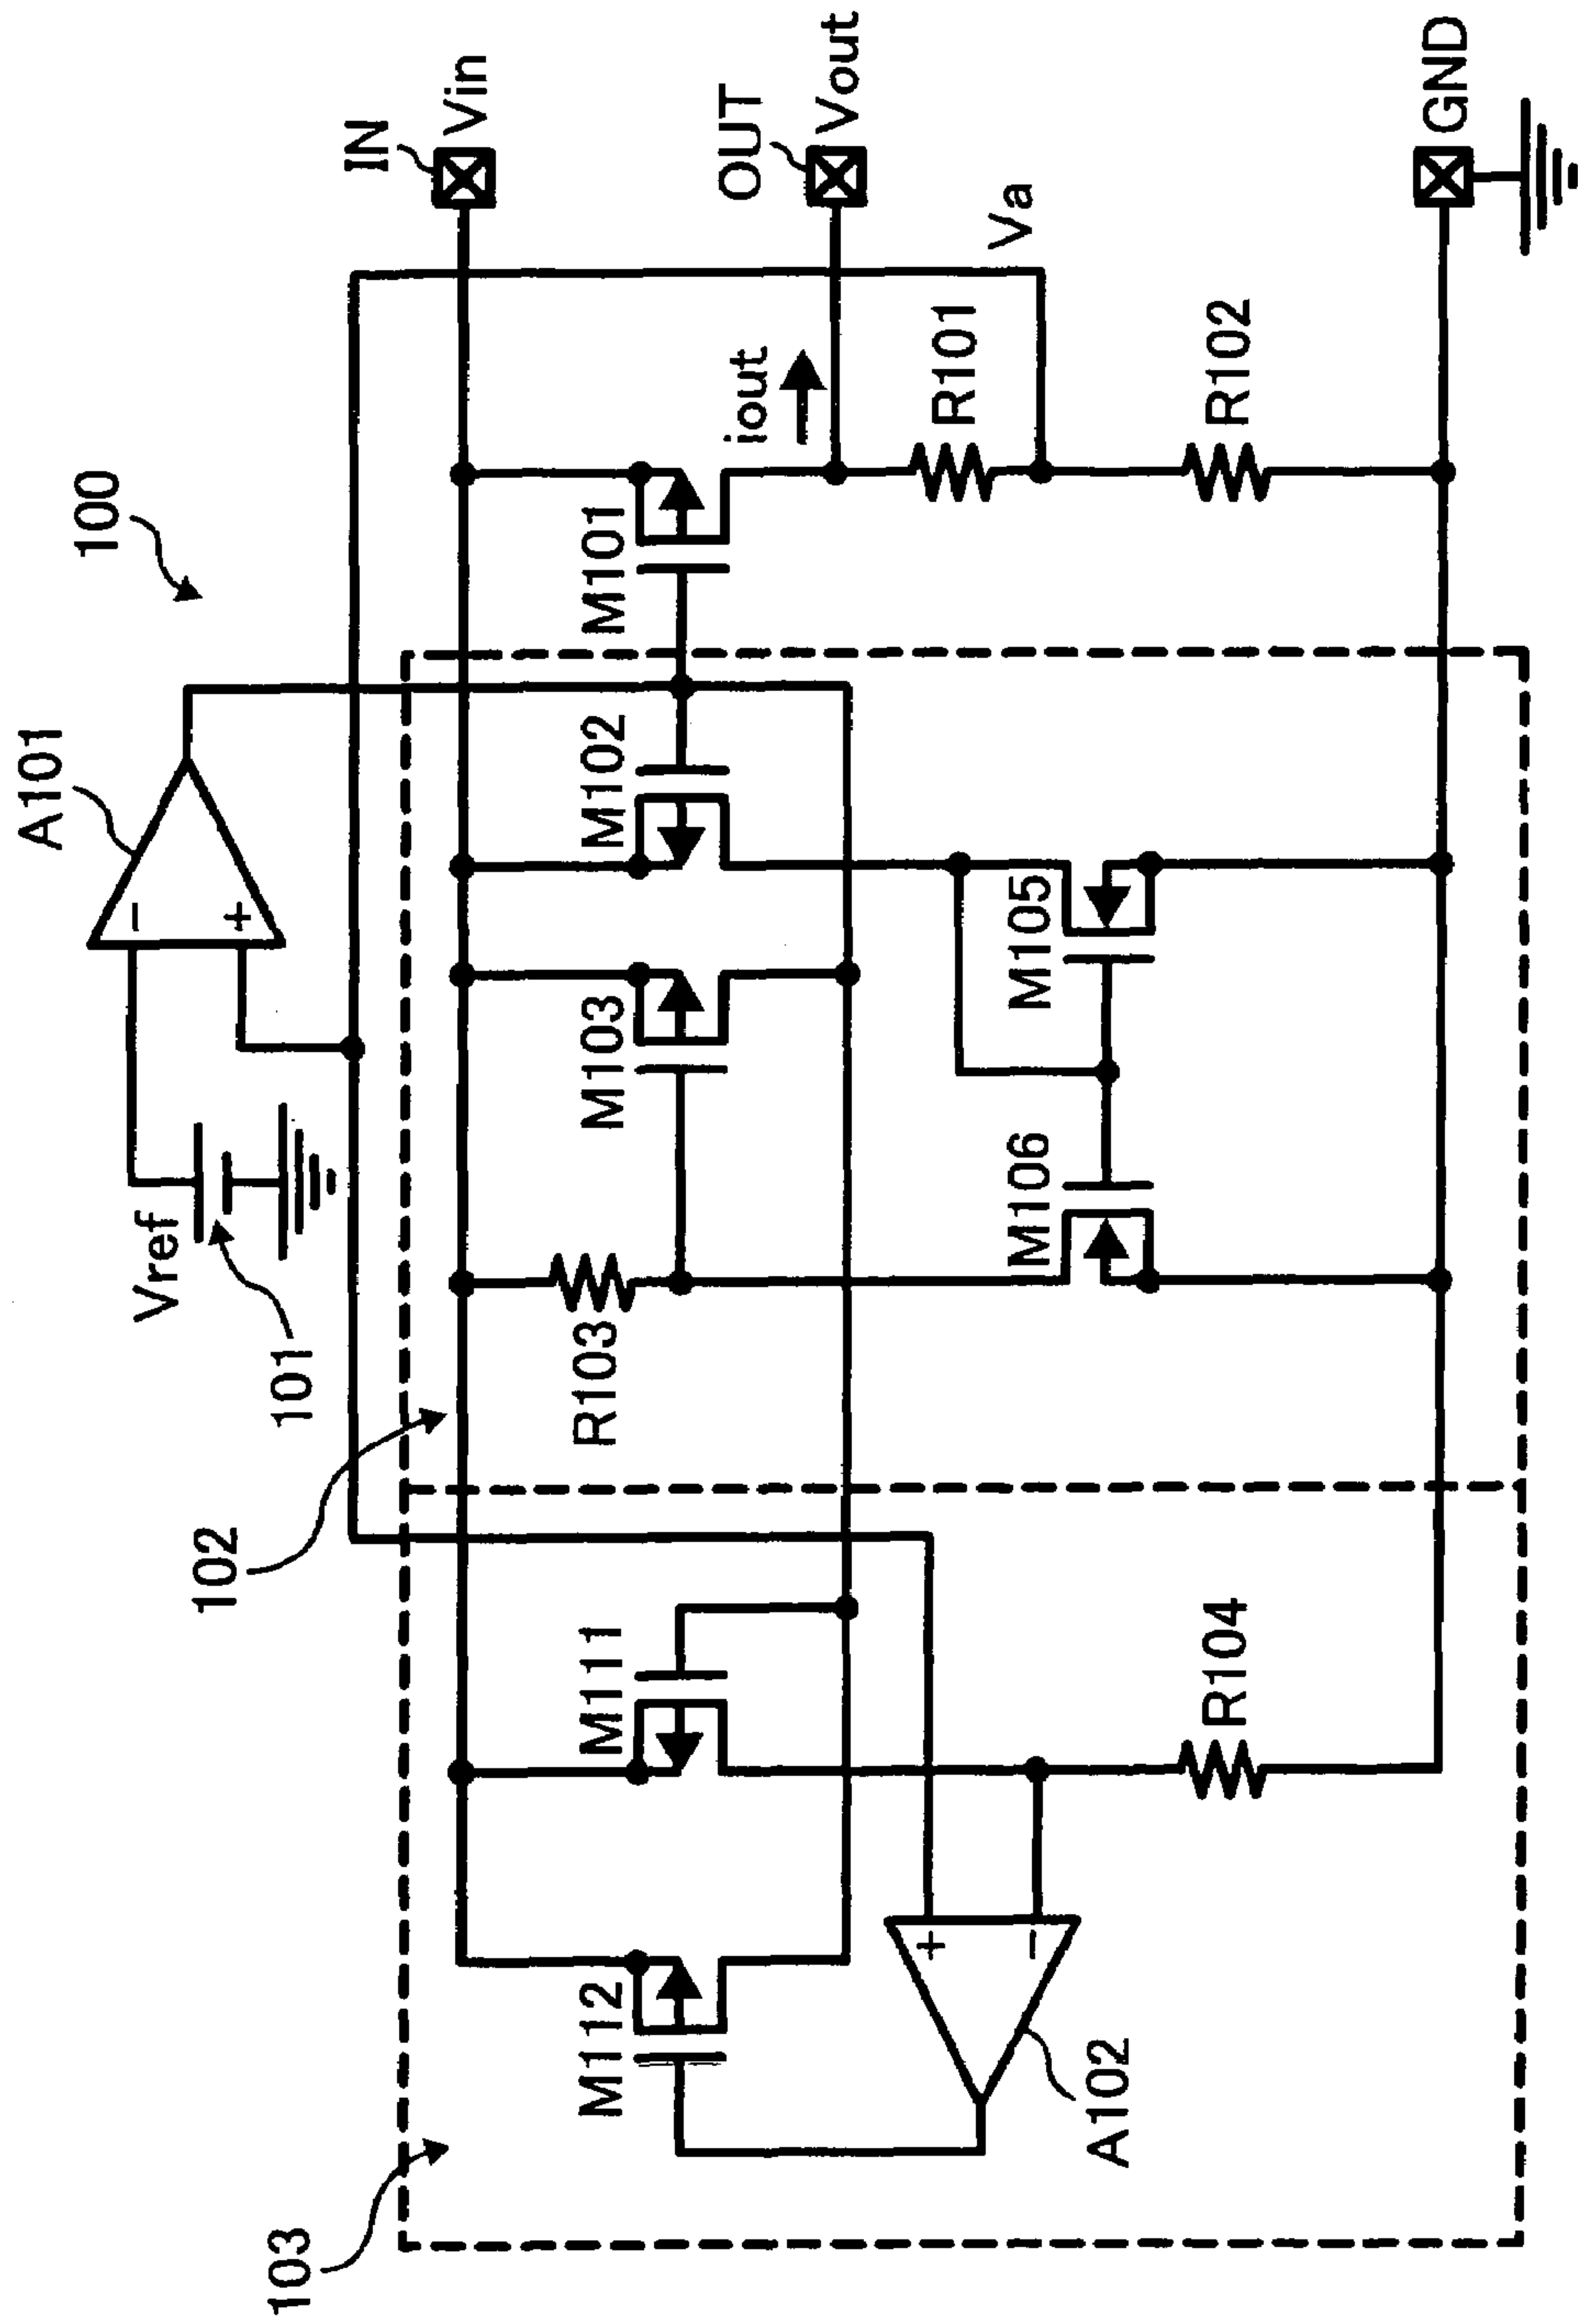 100
A101
−
+
Vref
101
102
103
IN
Vin
OUT
Vout
iout
Va
GND
M101
R101
R102
M102
M103
R103
M105
M106
M111
M112
R104
+
−
A102